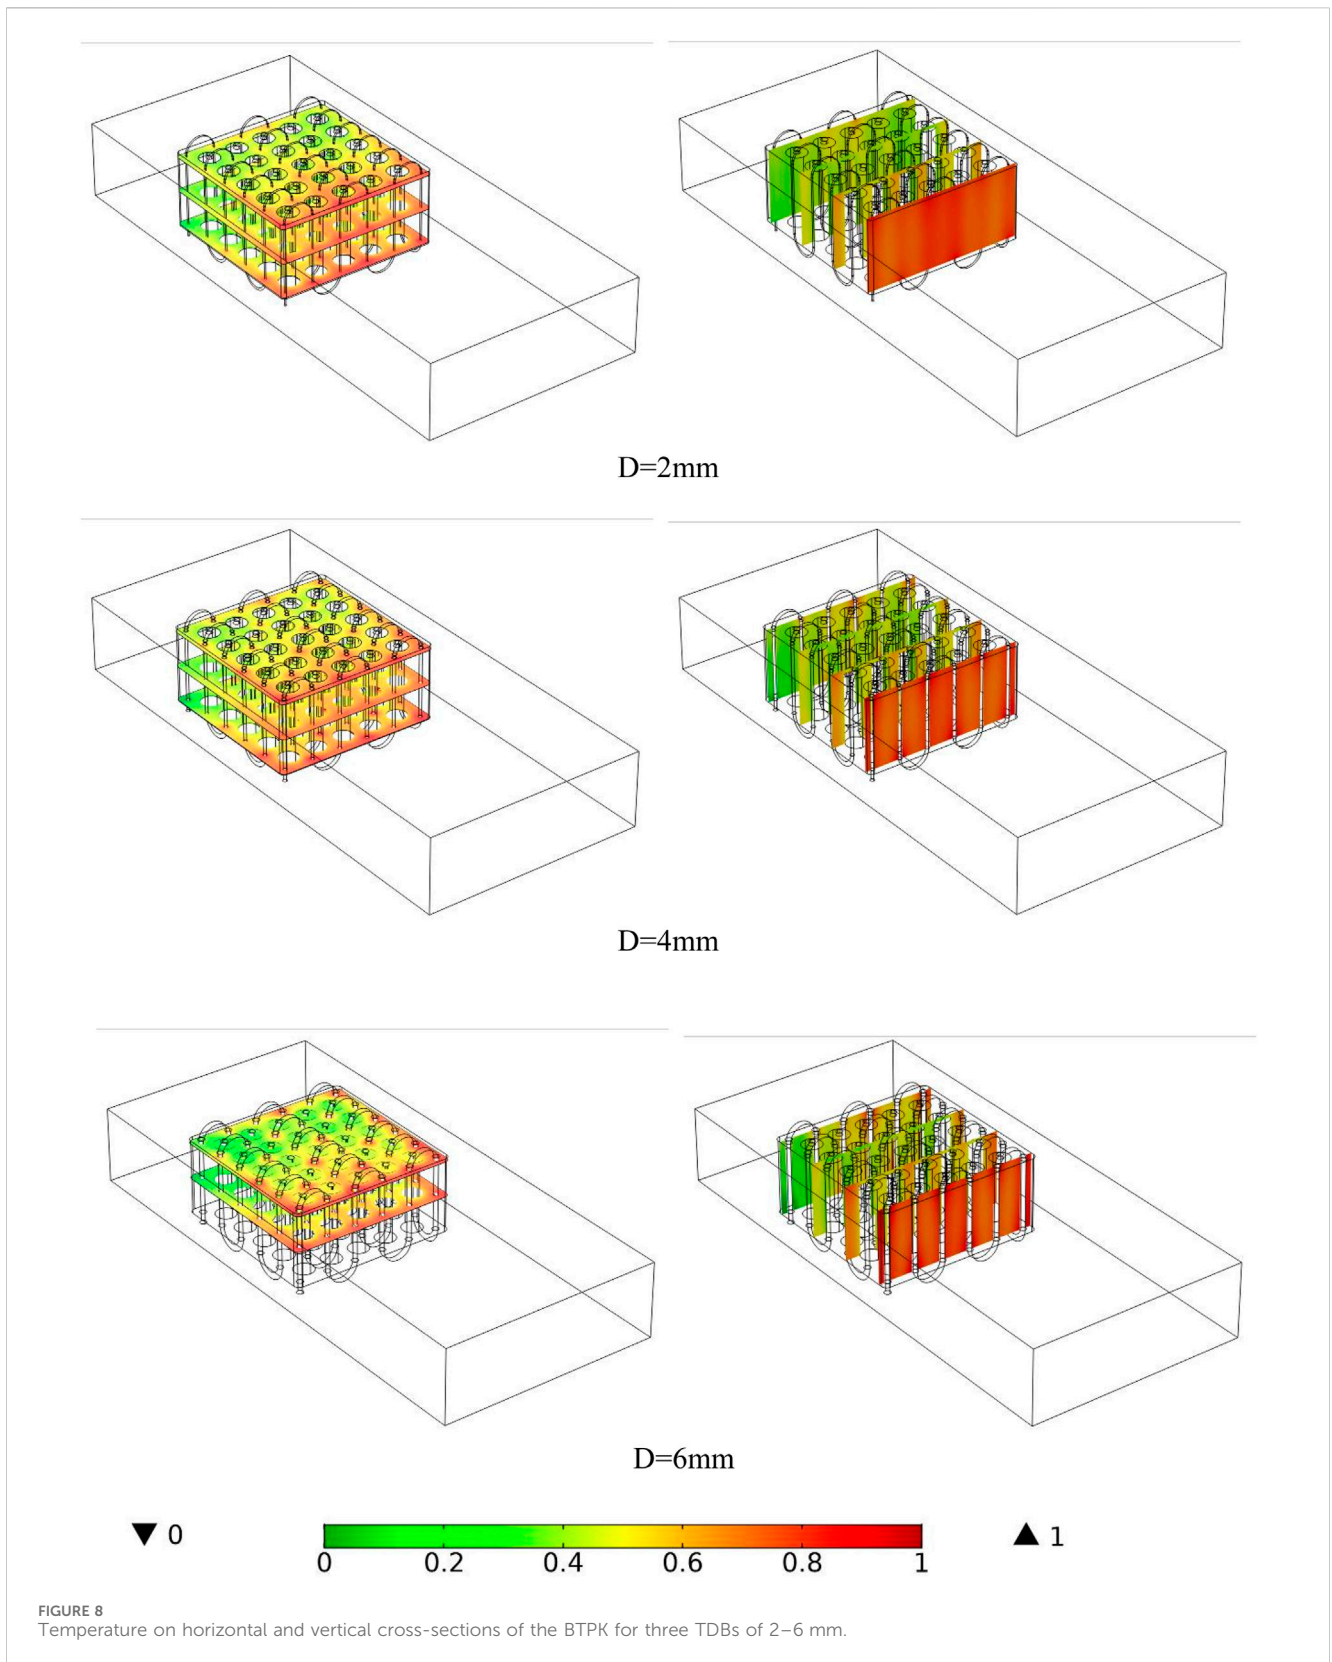 D=2mm
D=4mm
D=6mm
▼ 0
0 0.2 0.4 0.6 0.8 1
▲ 1
FIGURE 8
Temperature on horizontal and vertical cross-sections of the BTPK for three TDBs of 2–6 mm.